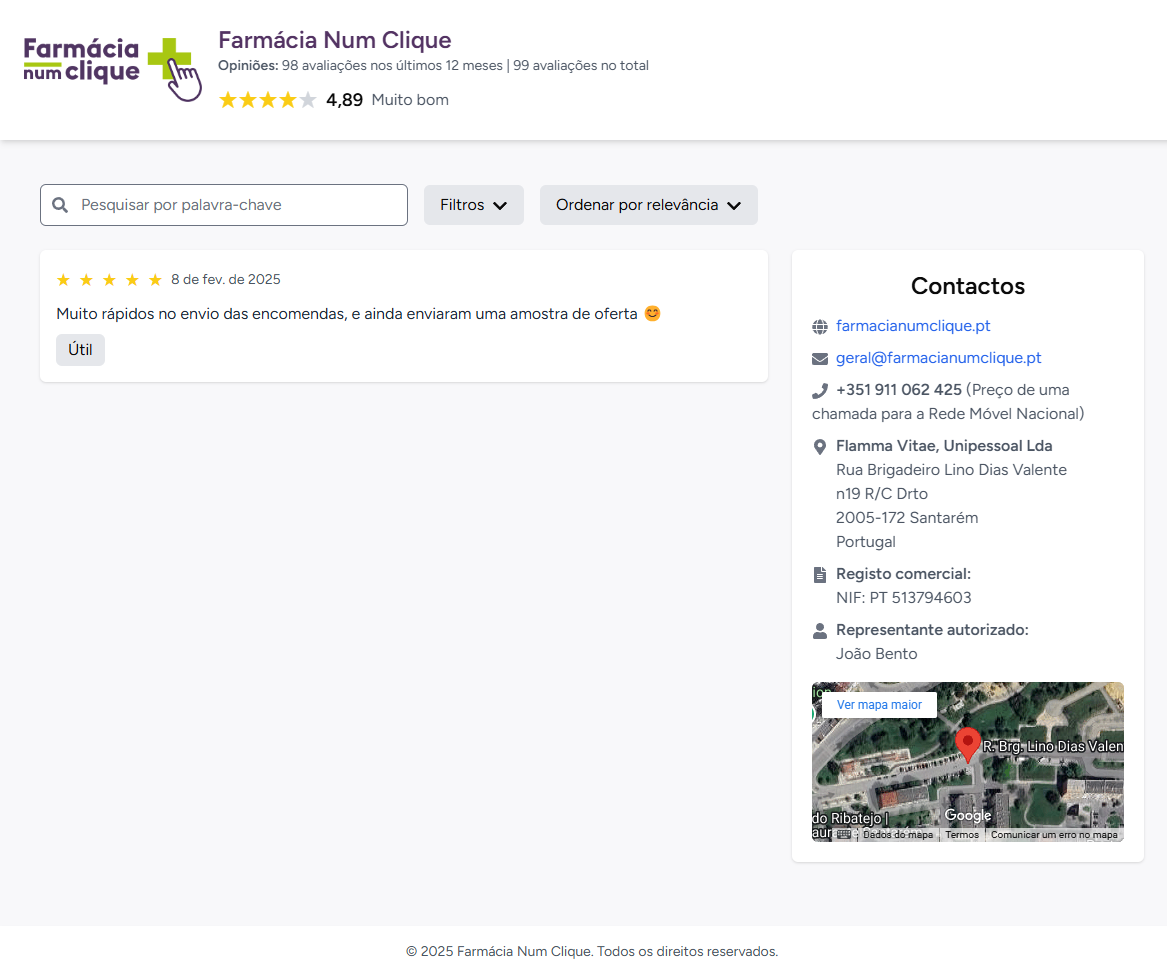 Farmácia
num clique
Farmácia Num Clique
Opiniões: 98 avaliações nos últimos 12 meses | 99 avaliações no total
4,89 Muito bom
Pesquisar por palavra-chave
Filtros
Ordenar por relevância
8 de fev. de 2025
Muito rápidos no envio das encomendas, e ainda enviaram uma amostra de oferta 😊
Útil
Contactos
farmacianumclique.pt
geral@farmacianumclique.pt
+351 911 062 425 (Preço de uma
chamada para a Rede Móvel Nacional)
Flamma Vitae, Unipessoal Lda
Rua Brigadeiro Lino Dias Valente
n19 R/C Drto
2005-172 Santarém
Portugal
Registo comercial:
NIF: PT 513794603
Representante autorizado:
João Bento
Ver mapa maior
R. Brg. Lino Dias Valen
Google
do Ribatejo |
Dados do mapa
Termos
Comunicar um erro no mapa
© 2025 Farmácia Num Clique. Todos os direitos reservados.